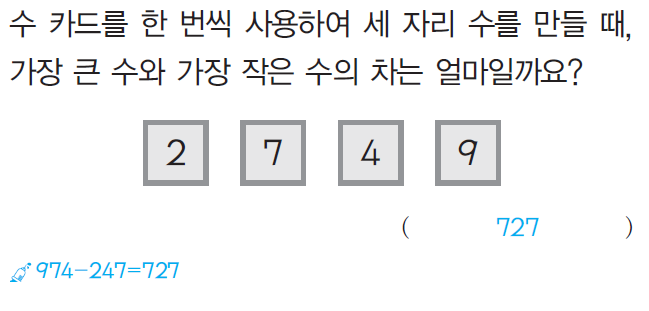 수 카드를 한 번씩 사용하여 세 자리 수를 만들 때,
가장 큰 수와 가장 작은 수의 차는 얼마일까요?
2 7 4 9
( 727 )
974-247=727